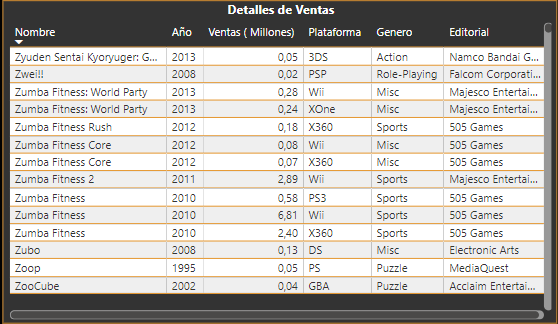 Detalles de Ventas
Nombre Año Ventas ( Millones) Plataforma Genero Editorial
Zyuden Sentai Kyoryuger: G... 2013 0,05 3DS Action Namco Bandai G...
Zwei!! 2008 0,02 PSP Role-Playing Falcom Corporati...
Zumba Fitness: World Party 2013 0,28 Wii Misc Majesco Entertai...
Zumba Fitness: World Party 2013 0,24 XOne Misc Majesco Entertai...
Zumba Fitness Rush 2012 0,18 X360 Sports 505 Games
Zumba Fitness Core 2012 0,08 Wii Misc 505 Games
Zumba Fitness Core 2012 0,07 X360 Misc 505 Games
Zumba Fitness 2 2011 2,89 Wii Sports Majesco Entertai...
Zumba Fitness 2010 0,58 PS3 Sports 505 Games
Zumba Fitness 2010 6,81 Wii Sports 505 Games
Zumba Fitness 2010 2,40 X360 Sports 505 Games
Zubo 2008 0,13 DS Misc Electronic Arts
Zoop 1995 0,05 PS Puzzle MediaQuest
ZooCube 2002 0,04 GBA Puzzle Acclaim Entertai...